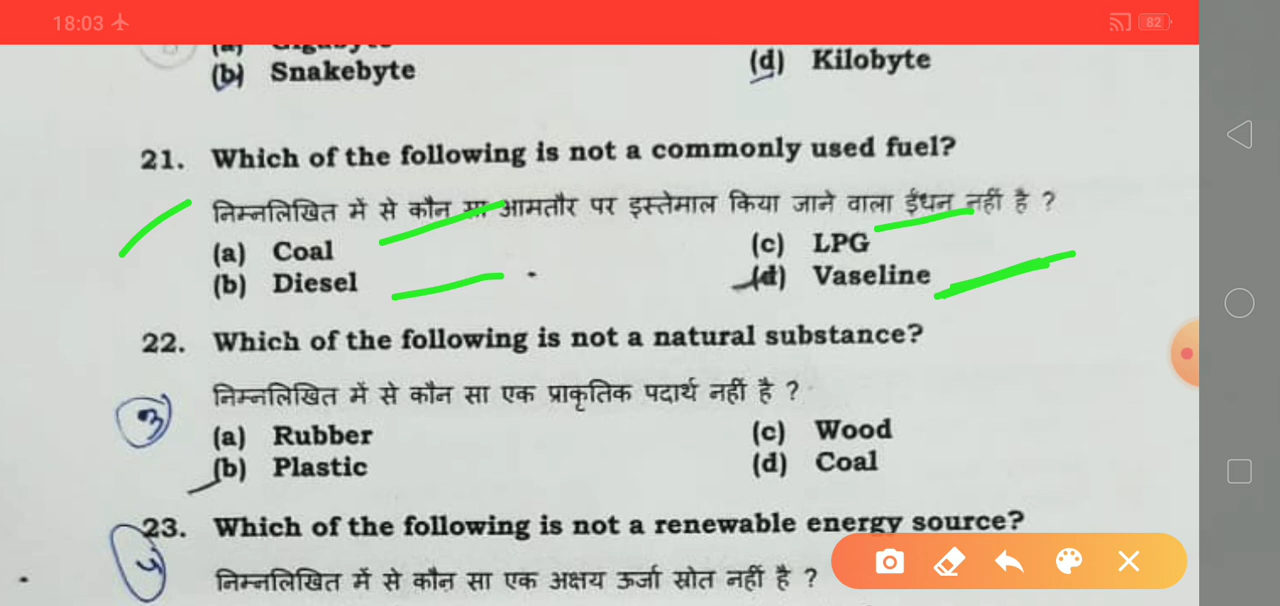 18:03
82
(b) Snakebyte
(d) Kilobyte
21. Which of the following is not a commonly used fuel?
निम्नलिखित में से कौन सा आमतौर पर इस्तेमाल किया जाने वाला ईंधन नहीं है ?
(a) Coal
(c) LPG
(b) Diesel
(d) Vaseline
22. Which of the following is not a natural substance?
निम्नलिखित में से कौन सा एक प्राकृतिक पदार्थ नहीं है ?
(a) Rubber
(c) Wood
(b) Plastic
(d) Coal
23. Which of the following is not a renewable energy source?
निम्नलिखित में से कौन सा एक अक्षय ऊर्जा स्रोत नहीं है ?